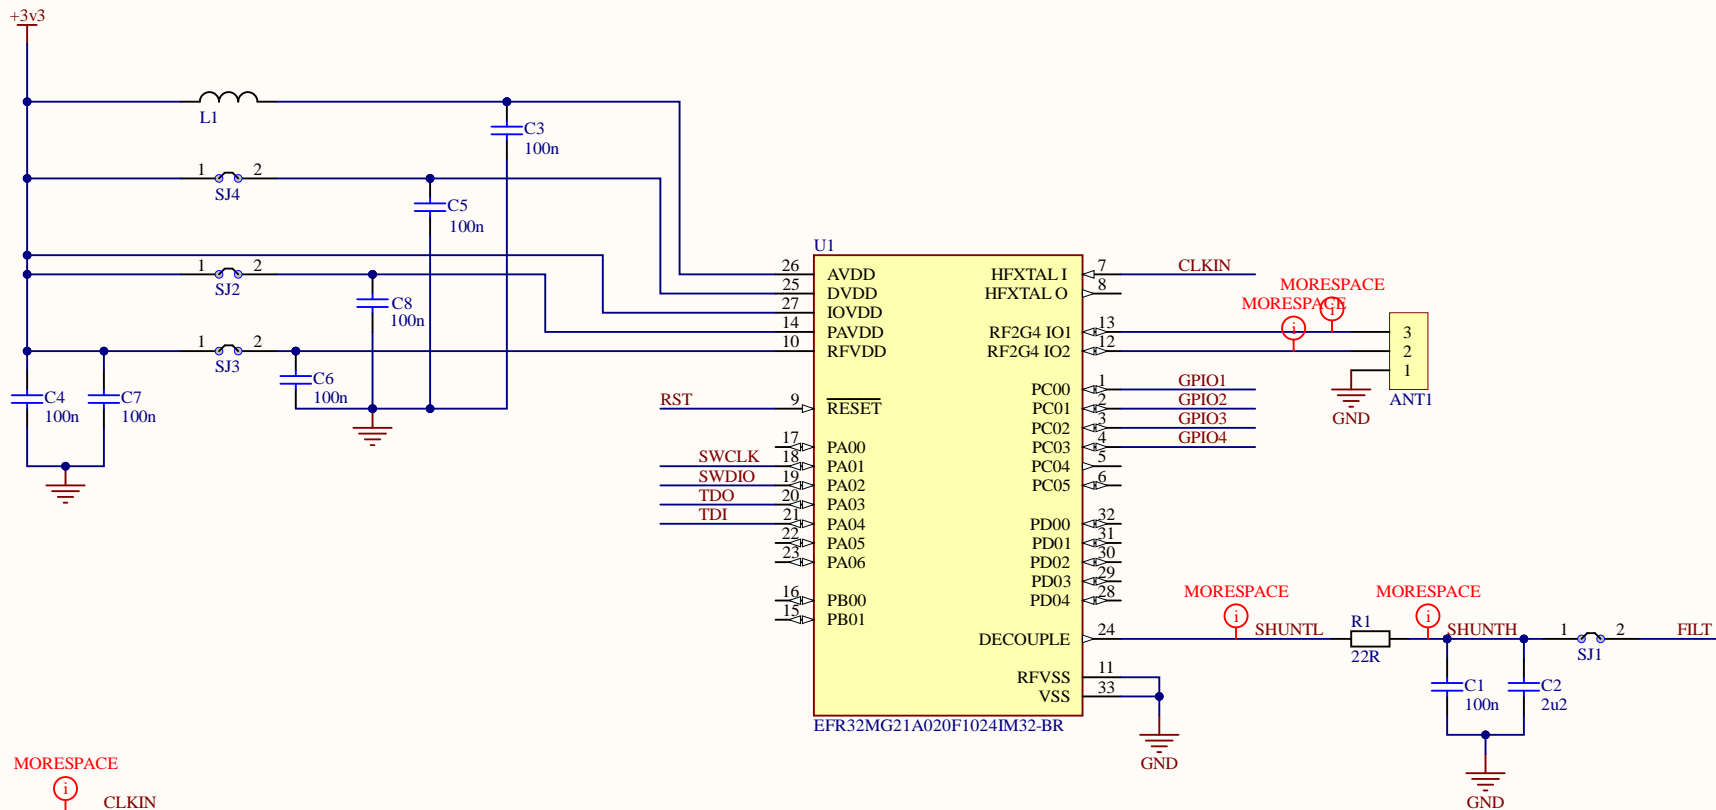 +3v3
L1
C3
100n
1 2
SJ4
C5
100n
1 2
SJ2
C8
100n
1 2
SJ3
C6
100n
C4
100n
C7
100n
U1
26 AVDD
25 DVDD
27 IOVDD
14 PAVDD
10 RFVDD
RST 9 RESET
17 PA00
SWCLK 18 PA01
SWDIO 19 PA02
TDO 20 PA03
TDI 21 PA04
22 PA05
23 PA06
16 PB00
15 PB01
HFXTAL I 7 CLKIN
HFXTAL O 8
RF2G4 IO1 13
RF2G4 IO2 12
PC00 1 GPIO1
PC01 2 GPIO2
PC02 3 GPIO3
PC03 4 GPIO4
PC04 5
PC05 6
PD00 32
PD01 31
PD02 30
PD03 29
PD04 28
DECOUPLE 24
RFVSS 11
VSS 33
EFR32MG21A020F1024IM32-BR
GND
MORESPACE
i
MORESPACE
i
3
2
1
ANT1
GND
MORESPACE
i
SHUNTL
R1
22R
MORESPACE
i
SHUNTH
1 2
SJ1
FILT
C1
100n
C2
2u2
GND
MORESPACE
i
CLKIN